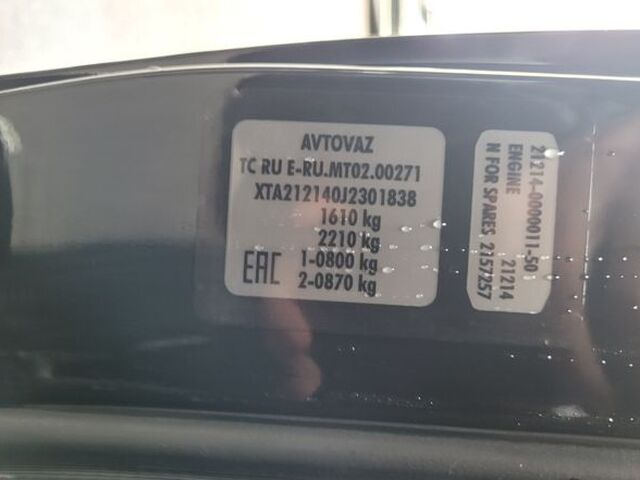 AVTOVAZ
TC RU E-RU.MT02.00271
XTA212140J2301838
1610 kg
2210 kg
1-0800 kg
2-0870 kg
EAC
21214-0000011-50
ENGINE 21214
N FOR SPARES 2157257